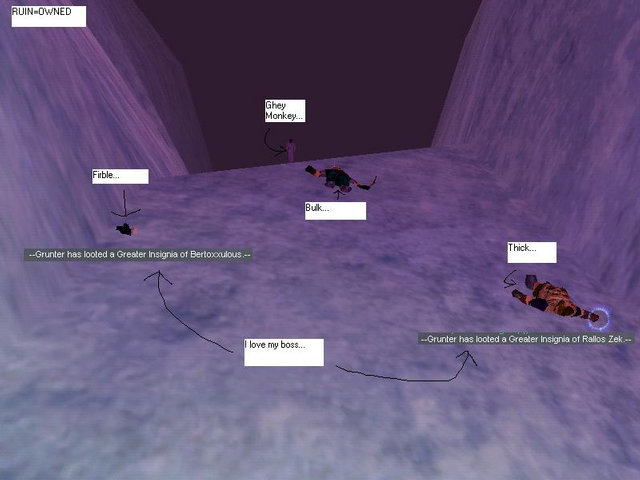 RUIN=OWNED
Ghey
Monkey...
Firble...
Bulk...
--Grunter has looted a Greater Insignia of Bertoxxulous.--
Thick...
--Grunter has looted a Greater Insignia of Rallos Zek.--
I love my boss...